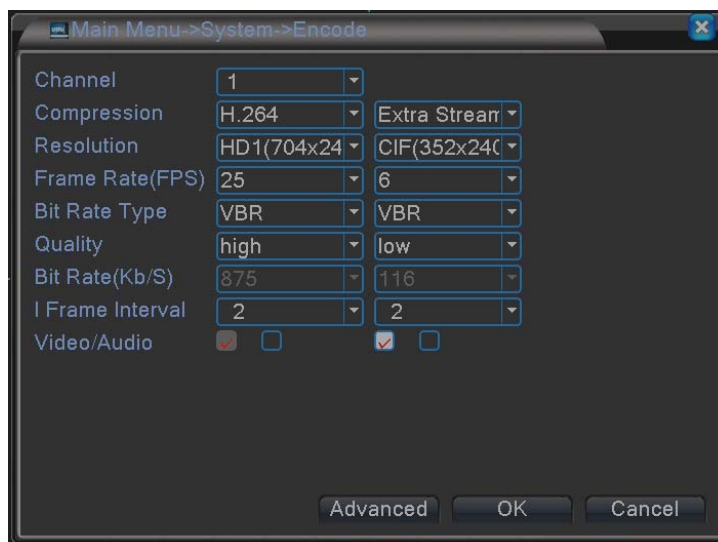 Main Menu->System->Encode
Channel 1
Compression H.264 Extra Stream
Resolution HD1(704x24 CIF(352x240
Frame Rate(FPS) 25 6
Bit Rate Type VBR VBR
Quality high low
Bit Rate(Kb/S) 875 116
I Frame Interval 2 2
Video/Audio
Advanced OK Cancel